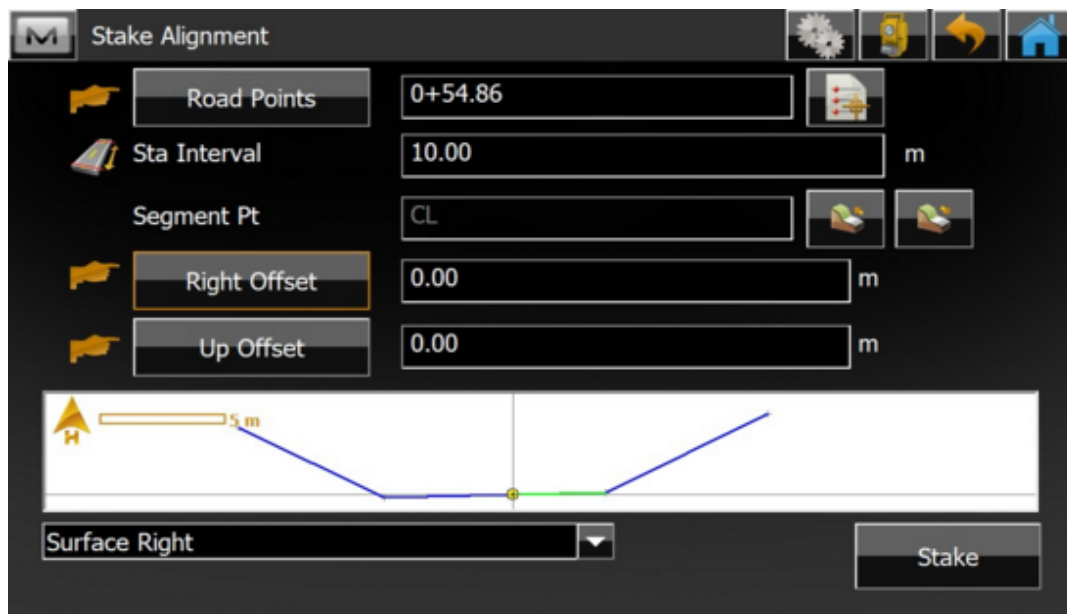 Stake Alignment
Road Points 0+54.86
Sta Interval 10.00 m
Segment Pt CL
Right Offset 0.00 m
Up Offset 0.00 m
5 m
H
Surface Right
Stake